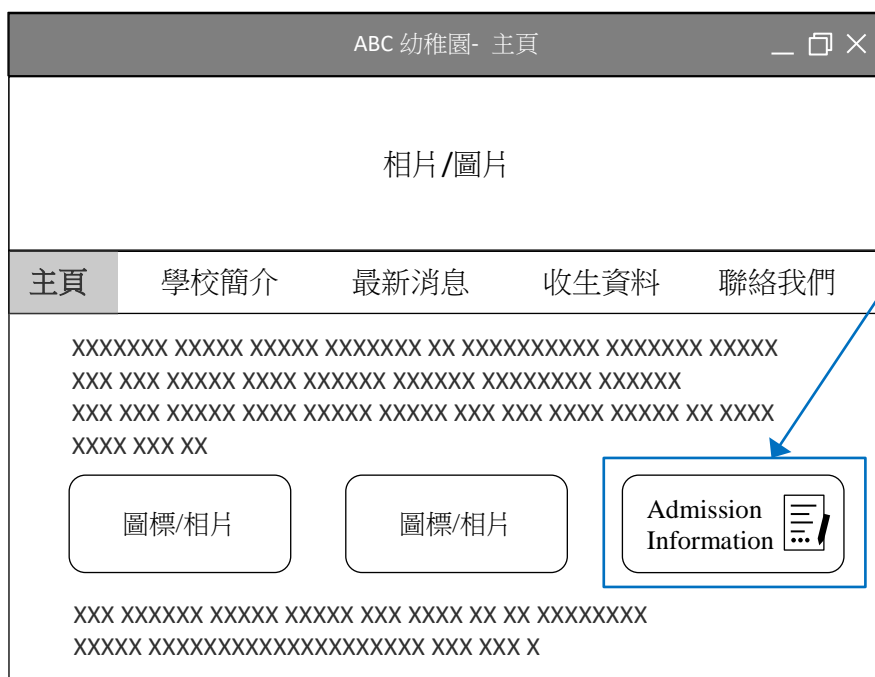 ABC 幼稚園- 主頁
相片/圖片
主頁 學校簡介 最新消息 收生資料 聯絡我們
XXXXXXX XXXXX XXXXX XXXXXXX XX XXXXXXXXXX XXXXXXX XXXXX
XXX XXX XXXXX XXXX XXXXXX XXXXXX XXXXXXXX XXXXXX
XXX XXX XXXXX XXXX XXXXX XXXXX XXX XXX XXXX XXXXX XX XXXX
XXXX XXX XX
圖標/相片 圖標/相片 Admission
Information
XXX XXXXXX XXXXX XXXXX XXX XXXX XX XX XXXXXXXX
XXXXX XXXXXXXXXXXXXXXXXXXX XXX XXX X